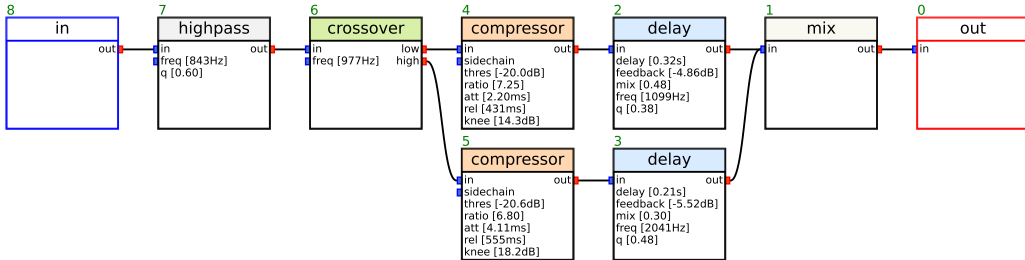 8
in
out
7
highpass
in out
freq [843Hz]
q [0.60]
6
crossover
in low
freq [977Hz] high
4
compressor
in out
sidechain
thres [-20.0dB]
ratio [7.25]
att [2.20ms]
rel [431ms]
knee [14.3dB]
2
delay
in out
delay [0.32s]
feedback [-4.86dB]
mix [0.48]
freq [1099Hz]
q [0.38]
1
mix
in out
0
out
in
5
compressor
in out
sidechain
thres [-20.6dB]
ratio [6.80]
att [4.11ms]
rel [555ms]
knee [18.2dB]
3
delay
in out
delay [0.21s]
feedback [-5.52dB]
mix [0.30]
freq [2041Hz]
q [0.48]